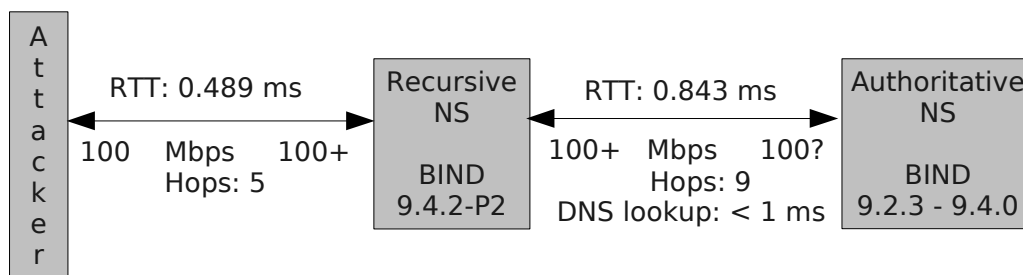 Attacker
RTT: 0.489 ms
100 Mbps 100+
Hops: 5
Recursive
NS
BIND
9.4.2-P2
RTT: 0.843 ms
100+ Mbps 100?
Hops: 9
DNS lookup: < 1 ms
Authoritative
NS
BIND
9.2.3 - 9.4.0